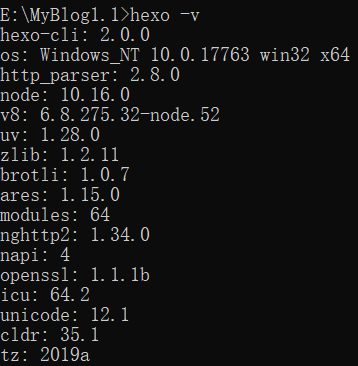 E:\MyBlog1.1>hexo -v
hexo-cli: 2.0.0
os: Windows_NT 10.0.17763 win32 x64
http_parser: 2.8.0
node: 10.16.0
v8: 6.8.275.32-node.52
uv: 1.28.0
zlib: 1.2.11
brotli: 1.0.7
ares: 1.15.0
modules: 64
nghttp2: 1.34.0
napi: 4
openssl: 1.1.1b
icu: 64.2
unicode: 12.1
cldr: 35.1
tz: 2019a